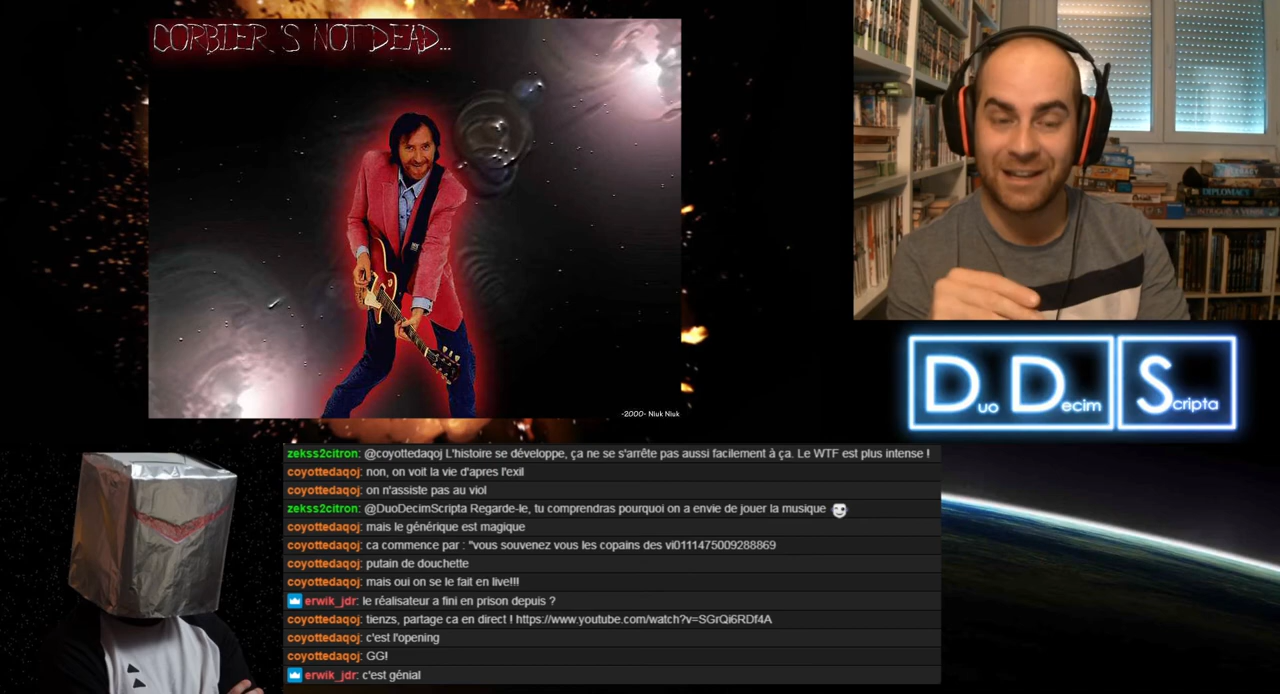 CORBIER 'S NOT DEAD...
-2000- Niuk Niuk
DIPLOMACY
Duo Decim Scripta
zekss2citron: @coyottedaqoj L'histoire se développe, ça ne se s'arrête pas aussi facilement à ça. Le WTF est plus intense !
coyottedaqoj: non, on voit la vie d'apres l'exil
coyottedaqoj: on n'assiste pas au viol
zekss2citron: @DuoDecimScripta Regarde-le, tu comprendras pourquoi on a envie de jouer la musique
coyottedaqoj: mais le générique est magique
coyottedaqoj: ca commence par : "vous souvenez vous les copains des vi0111475009288869
coyottedaqoj: putain de douchette
coyottedaqoj: mais oui on se le fait en live!!!
erwik_jdr: le réalisateur a fini en prison depuis ?
coyottedaqoj: tienzs, partage ca en direct ! https://www.youtube.com/watch?v=SGrQi6RDf4A
coyottedaqoj: c'est l'opening
coyottedaqoj: GG!
erwik_jdr: c'est génial